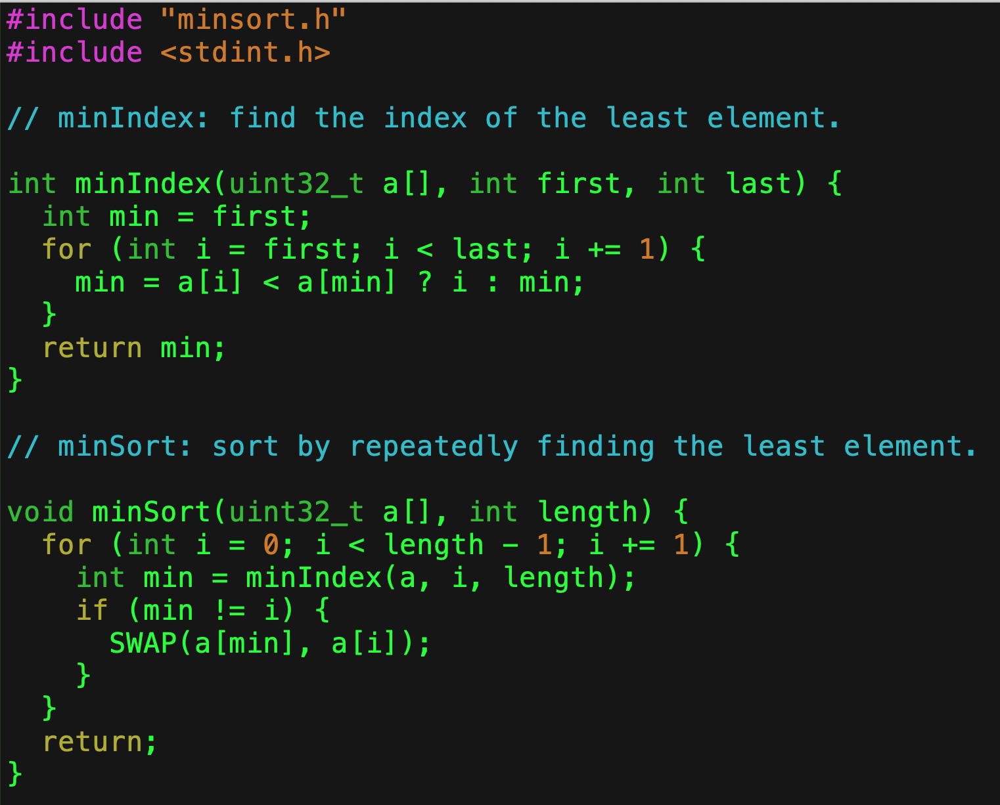 #include "minsort.h"
#include <stdint.h>
// minIndex: find the index of the least element.
int minIndex(uint32_t a[], int first, int last) {
  int min = first;
  for (int i = first; i < last; i += 1) {
    min = a[i] < a[min] ? i : min;
  }
  return min;
}
// minSort: sort by repeatedly finding the least element.
void minSort(uint32_t a[], int length) {
  for (int i = 0; i < length - 1; i += 1) {
    int min = minIndex(a, i, length);
    if (min != i) {
      SWAP(a[min], a[i]);
    }
  }
  return;
}